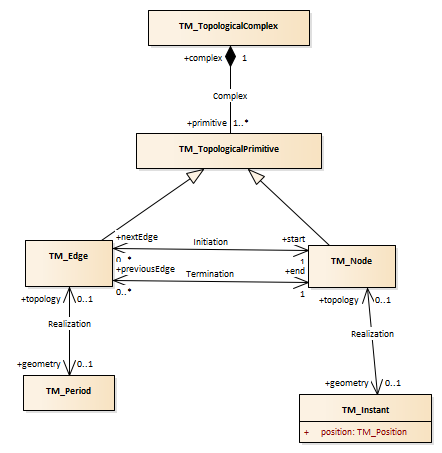 TM_TopologicalComplex
+complex 1
Complex
+primitive 1..*
TM_TopologicalPrimitive
+nextEdge Initiation +start
0..* 1
TM_Edge TM_Node
+previousEdge Termination +end
0..* 1
+topology 0..1 +topology 0..1
Realization Realization
+geometry 0..1 +geometry 0..1
TM_Period TM_Instant
+ position: TM_Position